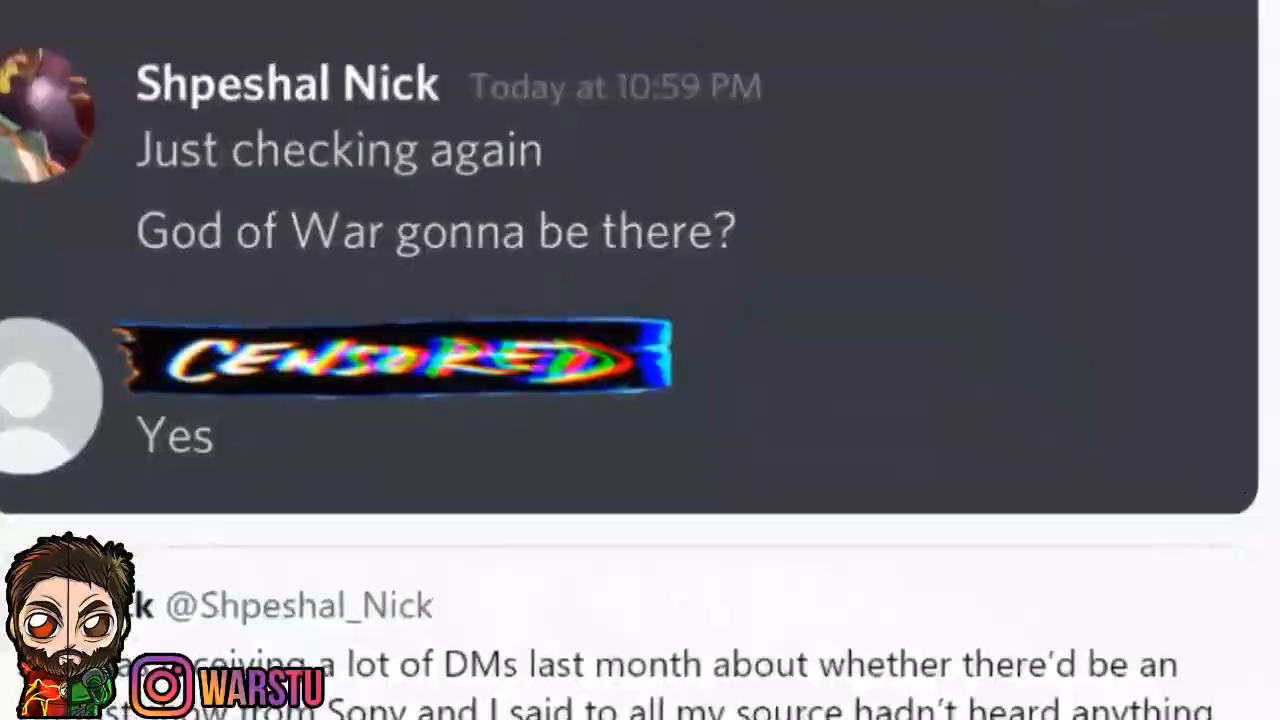 Shpeshal Nick Today at 10:59 PM
Just checking again
God of War gonna be there?
CENSORED
Yes
@Shpeshal_Nick
a lot of DMs last month about whether there'd be an
from Sony and I said to all my source hadn't heard anything
WARSTU